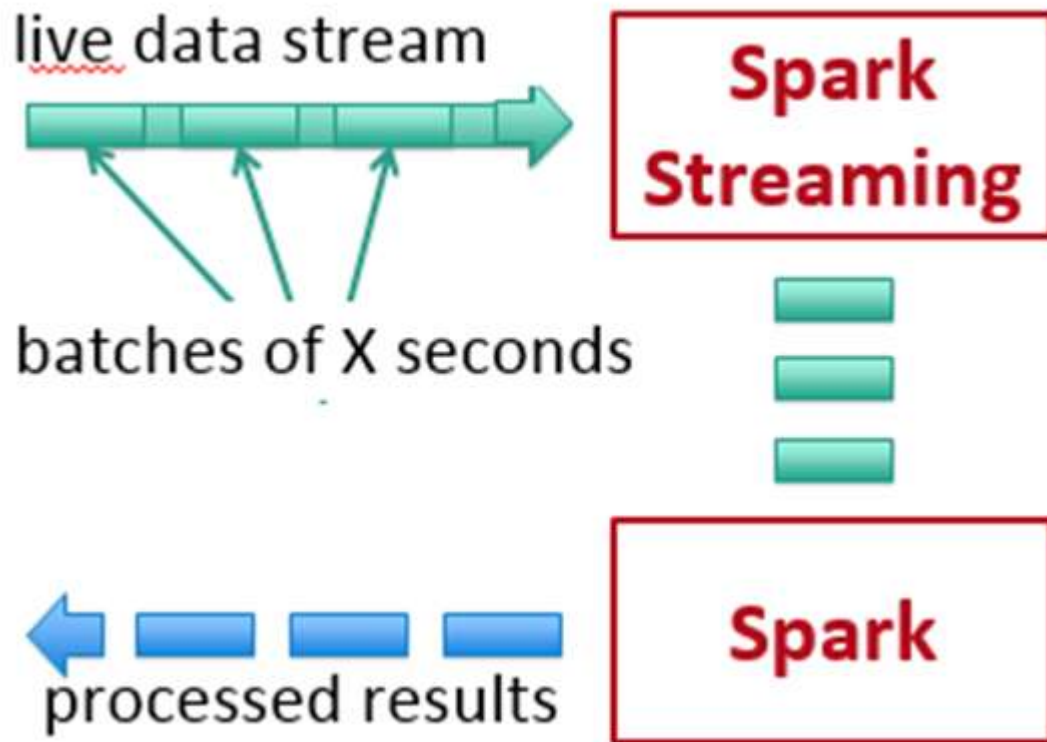 live data stream
Spark
Streaming
batches of X seconds
Spark
processed results